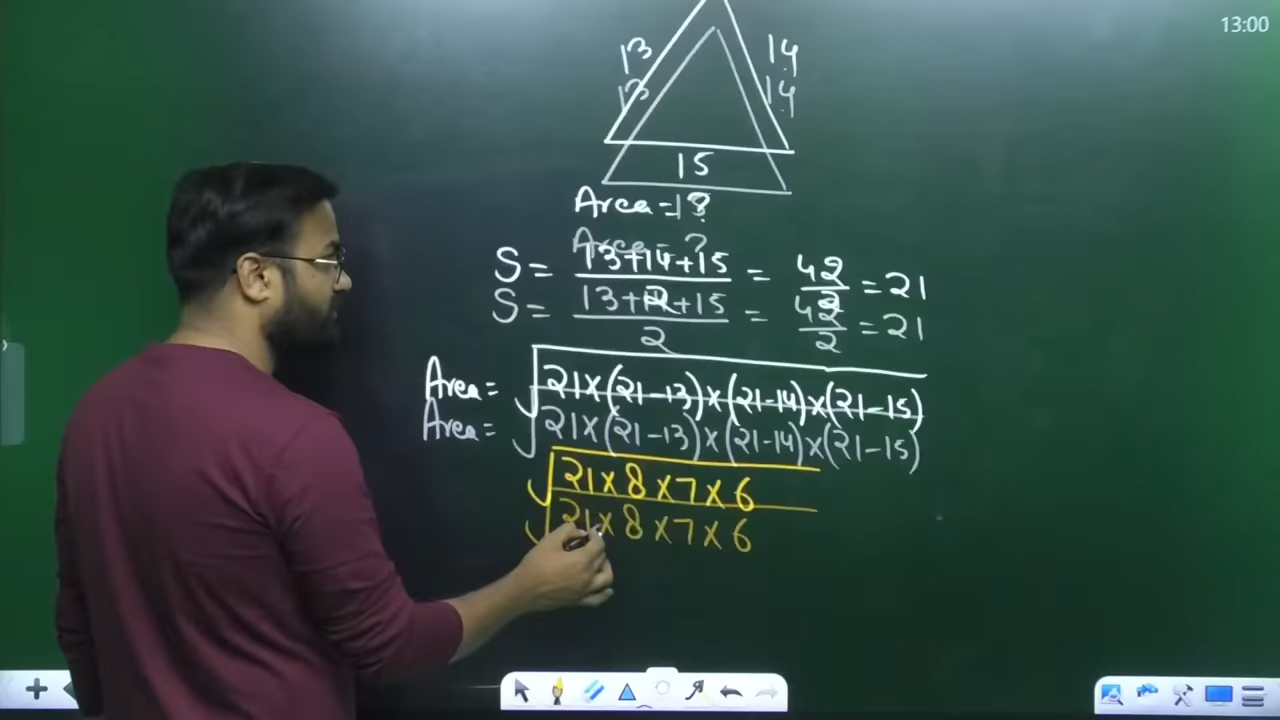 13:00
13 14
13 14
15
Area = ?
Area = ?
S = 13+14+15 = 42 = 21
S = 13+14+15 / 2 = 42/2 = 21
Area = √21×(21-13)×(21-14)×(21-15)
Area = √21×(21-13)×(21-14)×(21-15)
√21×8×7×6
√21×8×7×6